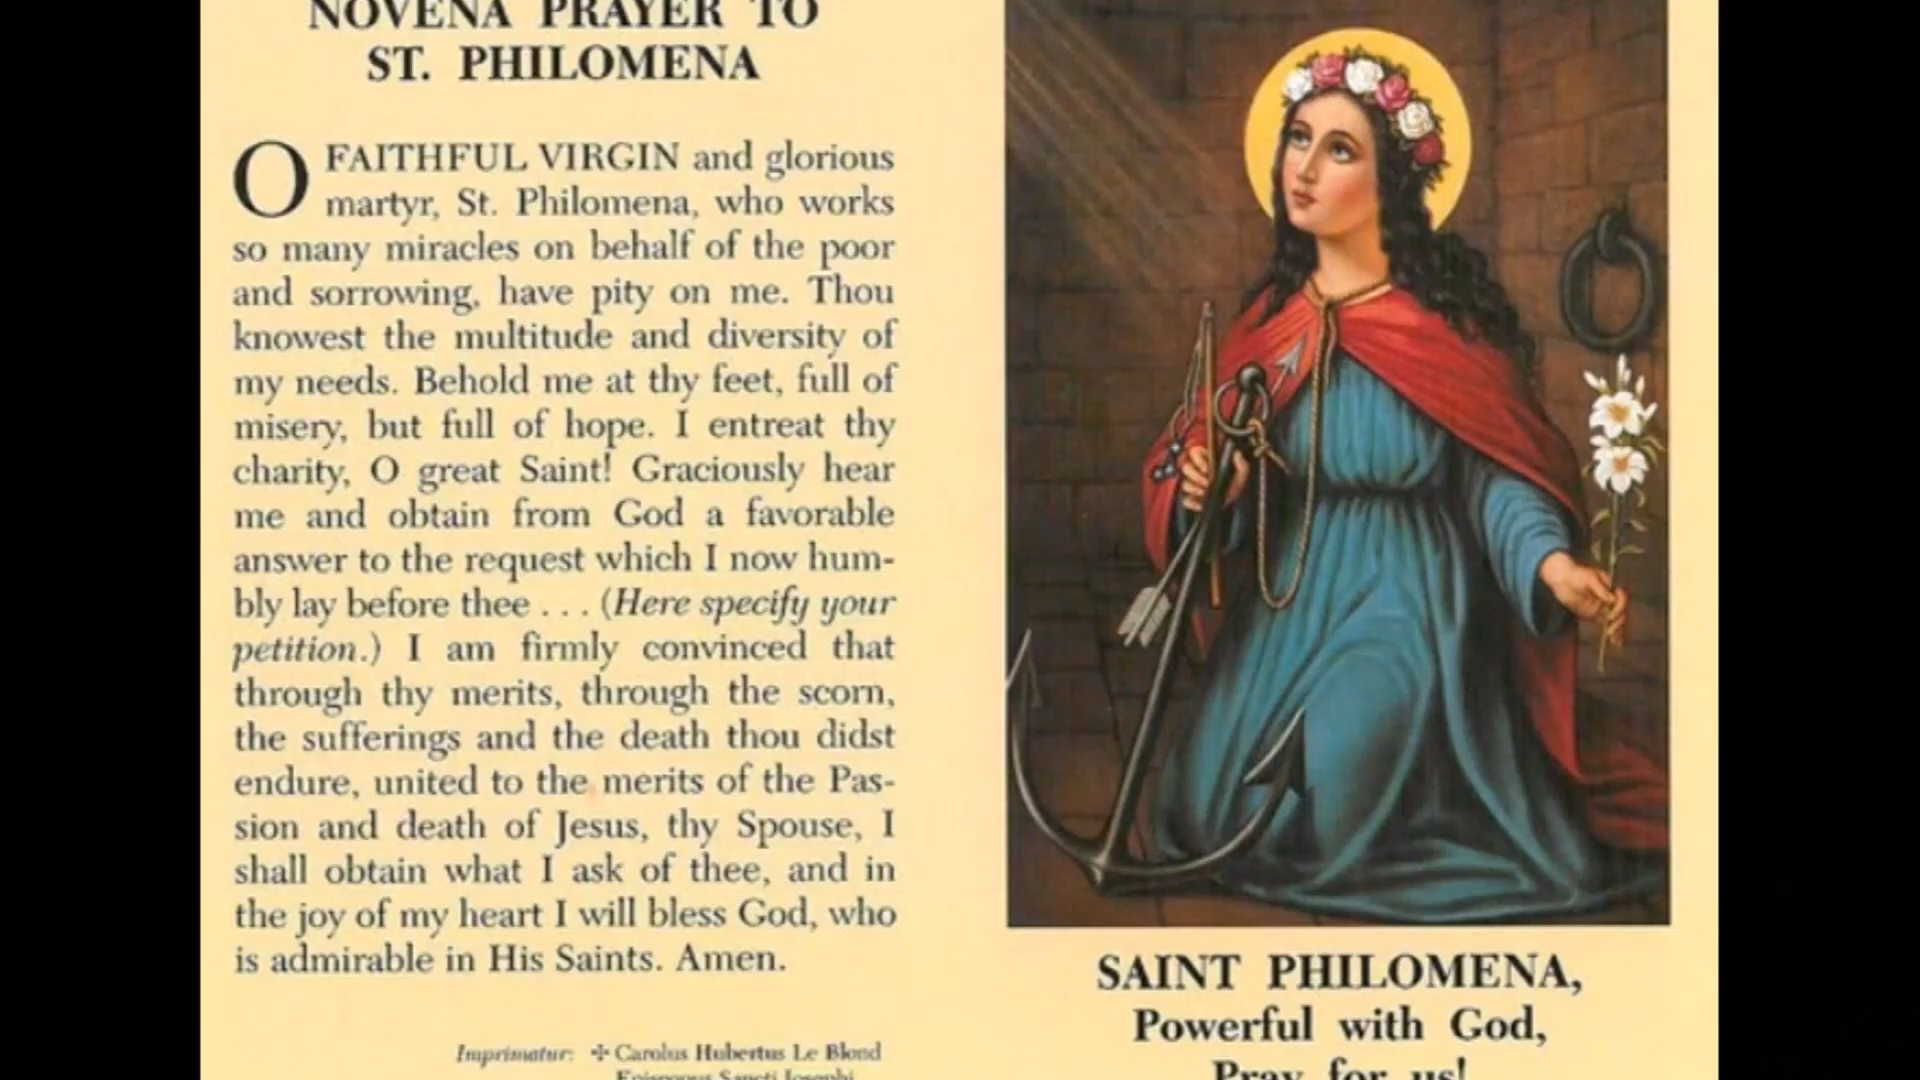 NOVENA PRAYER TO
ST. PHILOMENA
O FAITHFUL VIRGIN and glorious
martyr, St. Philomena, who works
so many miracles on behalf of the poor
and sorrowing, have pity on me. Thou
knowest the multitude and diversity of
my needs. Behold me at thy feet, full of
misery, but full of hope. I entreat thy
charity, O great Saint! Graciously hear
me and obtain from God a favorable
answer to the request which I now hum-
bly lay before thee . . . (Here specify your
petition.) I am firmly convinced that
through thy merits, through the scorn,
the sufferings and the death thou didst
endure, united to the merits of the Pas-
sion and death of Jesus, thy Spouse, I
shall obtain what I ask of thee, and in
the joy of my heart I will bless God, who
is admirable in His Saints. Amen.
Imprimatur: ✢ Carolus Hubertus Le Blond
Episcopus Sancti Josephi
SAINT PHILOMENA,
Powerful with God,
Pray for us!